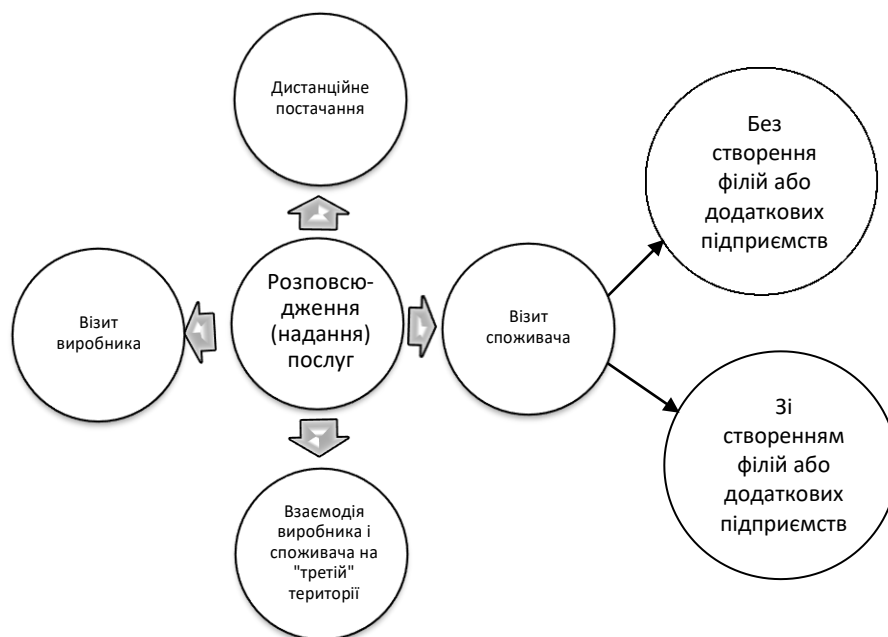 Дистанційне
постачання
Без
створення
філій або
додаткових
підприємств
Візит
виробника
Розповсю-
дження
(надання)
послуг
Візит
споживача
Зі
створенням
філій або
додаткових
підприємств
Взаємодія
виробника і
споживача на
"третій"
території